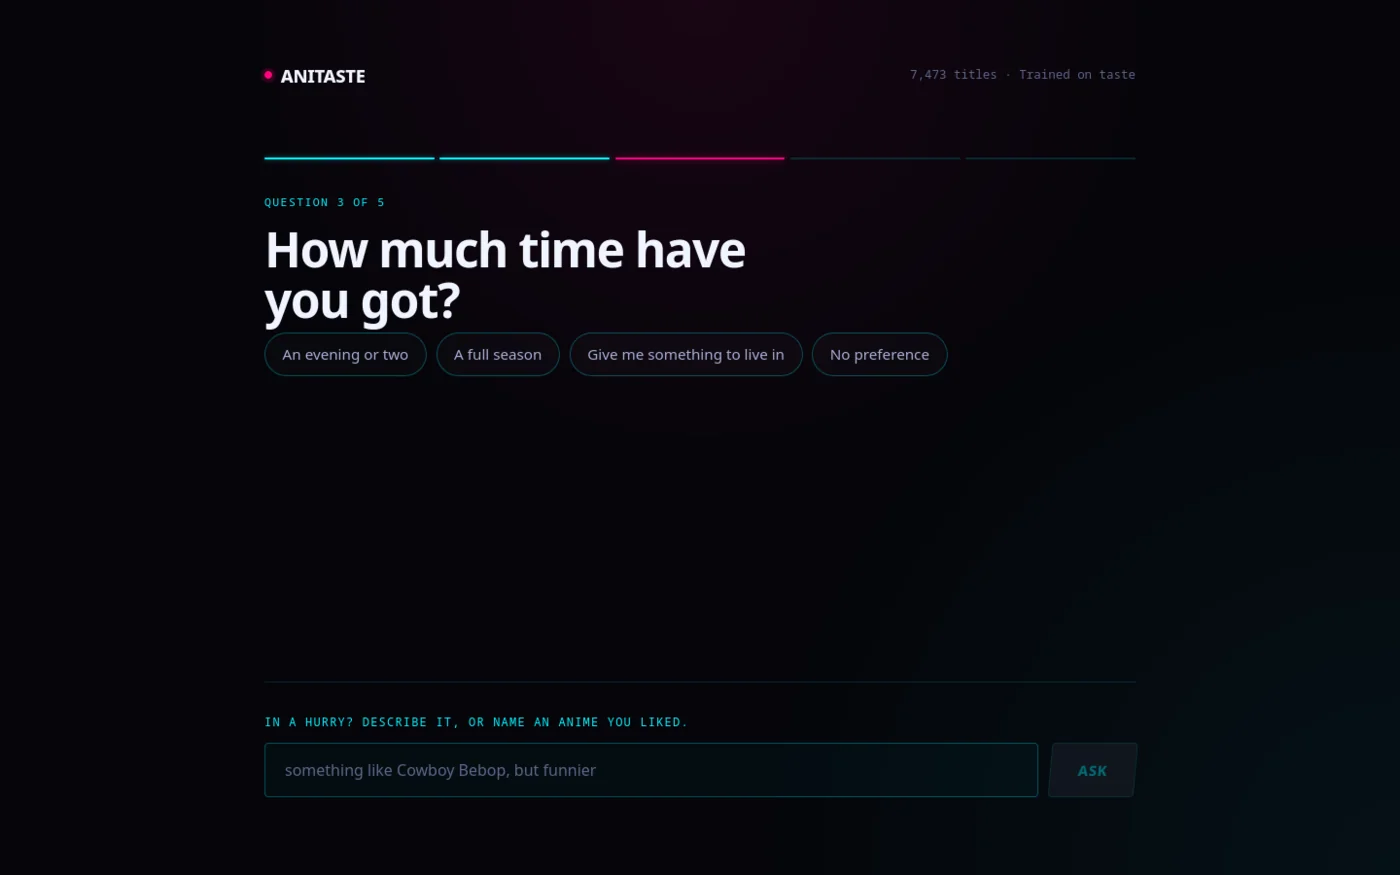 ANITASTE
7,473 titles · Trained on taste
QUESTION 3 OF 5
How much time have
you got?
An evening or two
A full season
Give me something to live in
No preference
IN A HURRY? DESCRIBE IT, OR NAME AN ANIME YOU LIKED.
something like Cowboy Bebop, but funnier
ASK